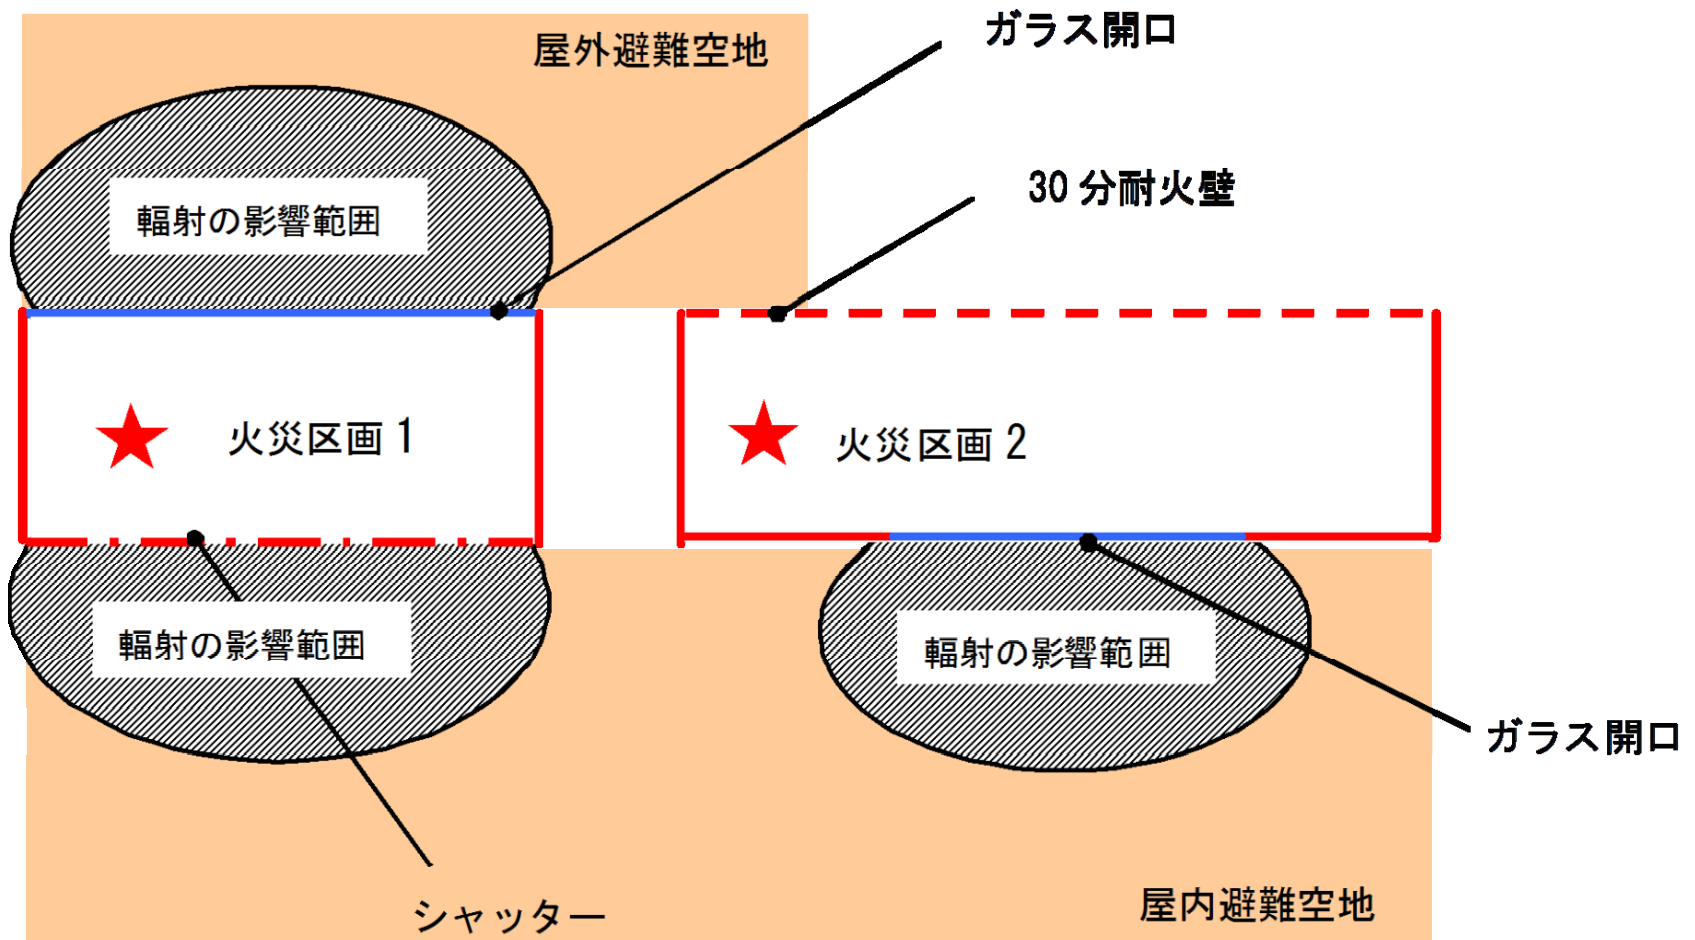 ガラス開口
屋外避難空地
30分耐火壁
輻射の影響範囲
火災区画1
火災区画2
輻射の影響範囲
輻射の影響範囲
ガラス開口
シャッター
屋内避難空地